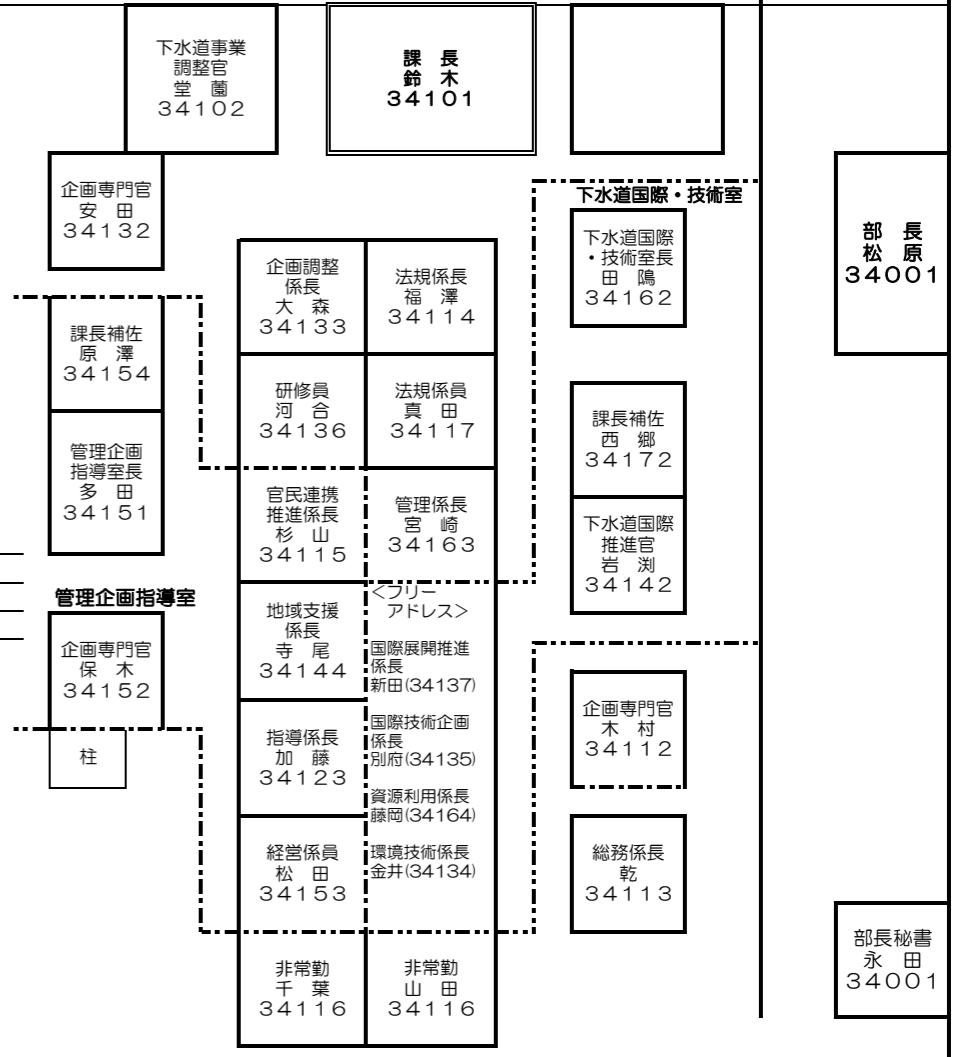 下水道事業
調整官
堂 薗
34102
課 長
鈴 木
34101
企画専門官
安 田
34132
下水道国際・技術室
下水道国際
・技術室長
田 隝
34162
部 長
松 原
34001
企画調整
係長
大 森
34133
法規係長
福 澤
34114
課長補佐
原 澤
34154
研修員
河 合
34136
法規係員
真 田
34117
課長補佐
西 郷
34172
管理企画
指導室長
多 田
34151
官民連携
推進係長
杉 山
34115
管理係長
宮 崎
34163
下水道国際
推進官
岩 渕
34142
管理企画指導室
企画専門官
保 木
34152
地域支援
係長
寺 尾
34144
<フリー
アドレス>
国際展開推進
係長
新田(34137)
国際技術企画
係長
別府(34135)
資源利用係長
藤岡(34164)
環境技術係長
金井(34134)
企画専門官
木 村
34112
柱
指導係長
加 藤
34123
経営係員
松 田
34153
総務係長
乾
34113
部長秘書
永 田
34001
非常勤
千 葉
34116
非常勤
山 田
34116